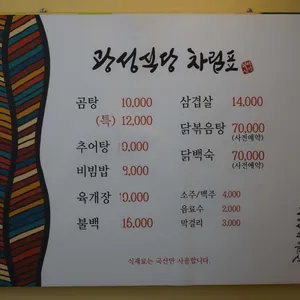 광성식당 차림표
곰탕 10,000
(특) 12,000
추어탕
비빔밥 9,000
육개장 10,000
불백 15,000
삼겹살 14,000
닭볶음탕 70,000
(사전예약)
닭백숙 70,000
(사전예약)
소주/맥주 4,000
음료수 2,000
막걸리 3,000
식재료는 국산만 사용합니다